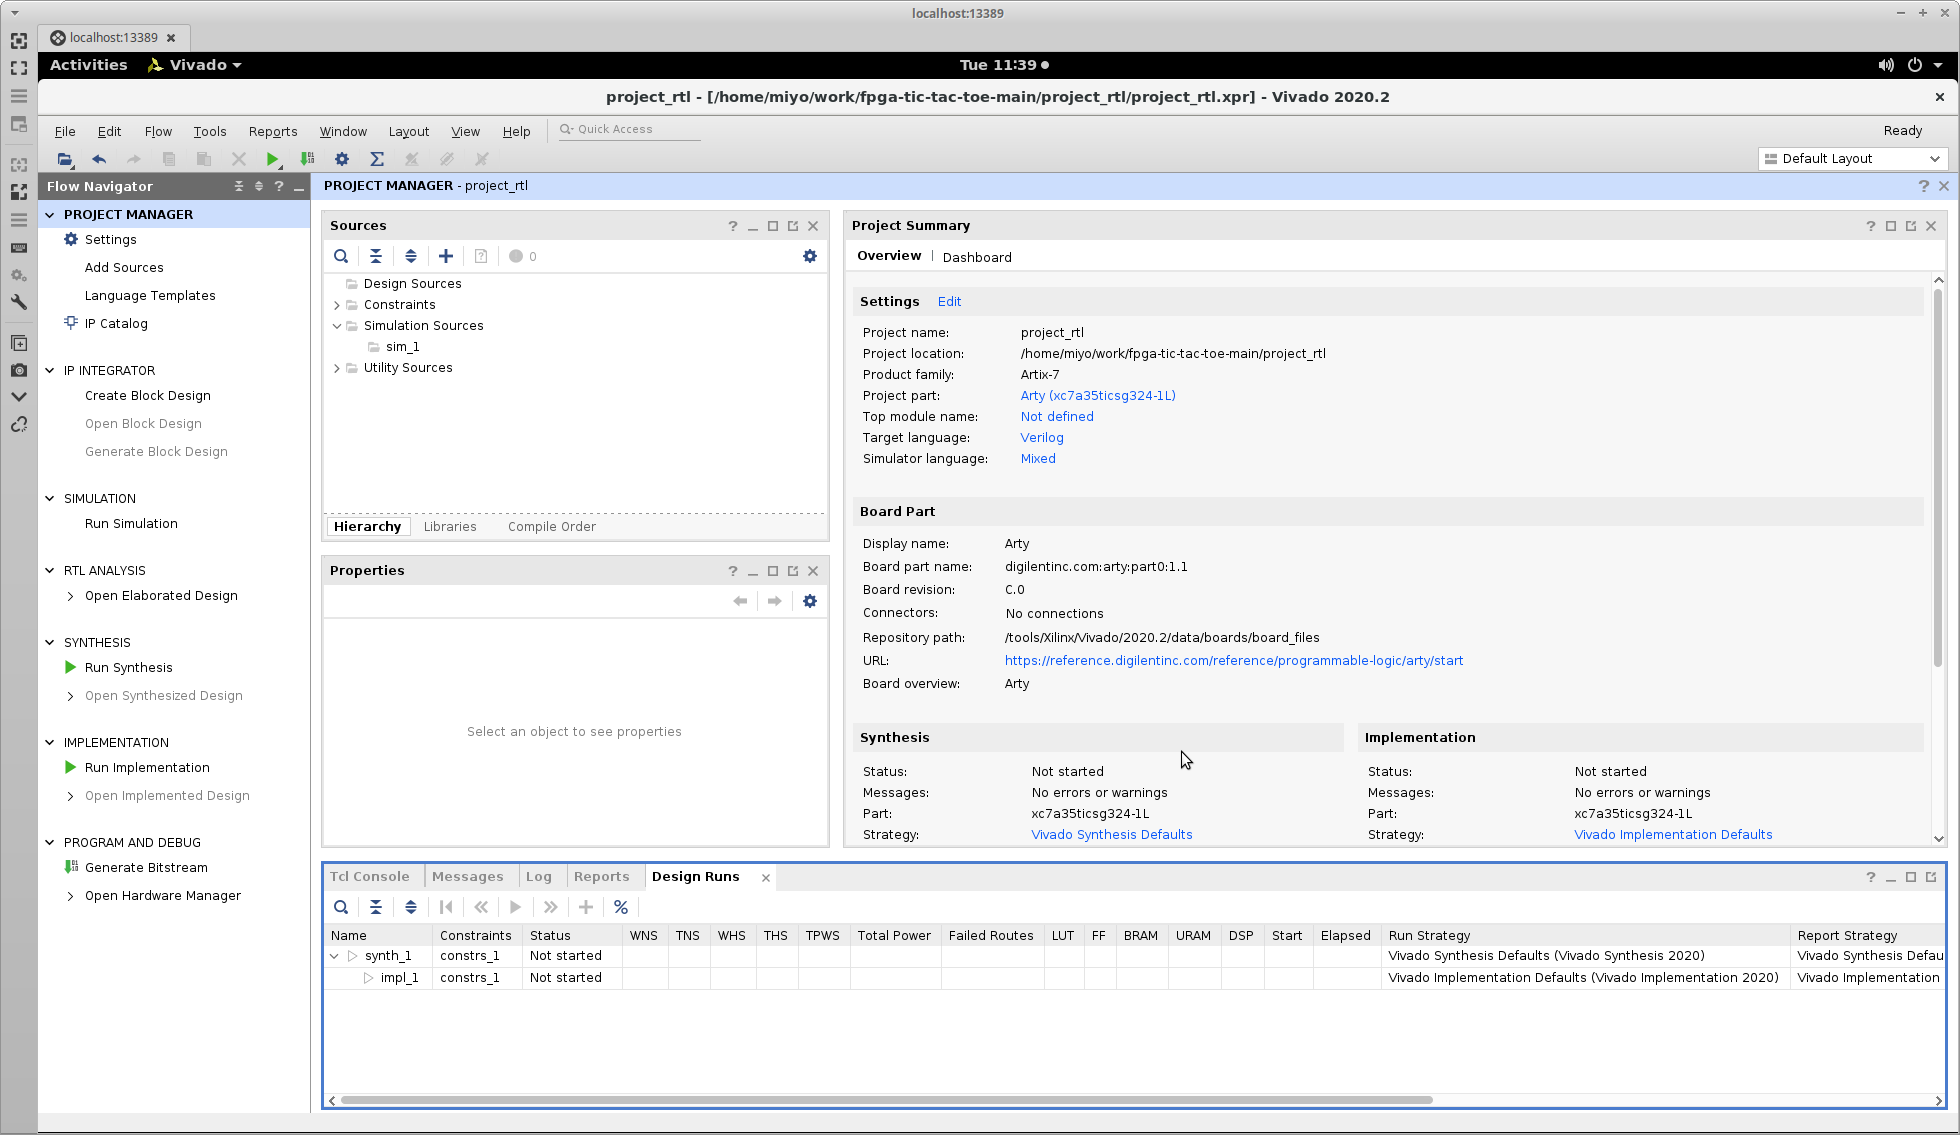 localhost:13389
localhost:13389
Activities Vivado Tue 11:39
project_rtl - [/home/miyo/work/fpga-tic-tac-toe-main/project_rtl/project_rtl.xpr] - Vivado 2020.2
File Edit Flow Tools Reports Window Layout View Help Quick Access Ready
Default Layout
Flow Navigator
PROJECT MANAGER
Settings
Add Sources
Language Templates
IP Catalog
IP INTEGRATOR
Create Block Design
Open Block Design
Generate Block Design
SIMULATION
Run Simulation
RTL ANALYSIS
Open Elaborated Design
SYNTHESIS
Run Synthesis
Open Synthesized Design
IMPLEMENTATION
Run Implementation
Open Implemented Design
PROGRAM AND DEBUG
Generate Bitstream
Open Hardware Manager
PROJECT MANAGER - project_rtl
Sources
0
Design Sources
Constraints
Simulation Sources
sim_1
Utility Sources
Hierarchy Libraries Compile Order
Properties
Select an object to see properties
Project Summary
Overview | Dashboard
Settings Edit
Project name: project_rtl
Project location: /home/miyo/work/fpga-tic-tac-toe-main/project_rtl
Product family: Artix-7
Project part: Arty (xc7a35ticsg324-1L)
Top module name: Not defined
Target language: Verilog
Simulator language: Mixed
Board Part
Display name: Arty
Board part name: digilentinc.com:arty:part0:1.1
Board revision: C.0
Connectors: No connections
Repository path: /tools/Xilinx/Vivado/2020.2/data/boards/board_files
URL: https://reference.digilentinc.com/reference/programmable-logic/arty/start
Board overview: Arty
Synthesis
Status: Not started
Messages: No errors or warnings
Part: xc7a35ticsg324-1L
Strategy: Vivado Synthesis Defaults
Implementation
Status: Not started
Messages: No errors or warnings
Part: xc7a35ticsg324-1L
Strategy: Vivado Implementation Defaults
Tcl Console Messages Log Reports Design Runs
Name Constraints Status WNS TNS WHS THS TPWS Total Power Failed Routes LUT FF BRAM URAM DSP Start Elapsed Run Strategy Report Strategy
synth_1 constrs_1 Not started Vivado Synthesis Defaults (Vivado Synthesis 2020) Vivado Synthesis Defau
impl_1 constrs_1 Not started Vivado Implementation Defaults (Vivado Implementation 2020) Vivado Implementation